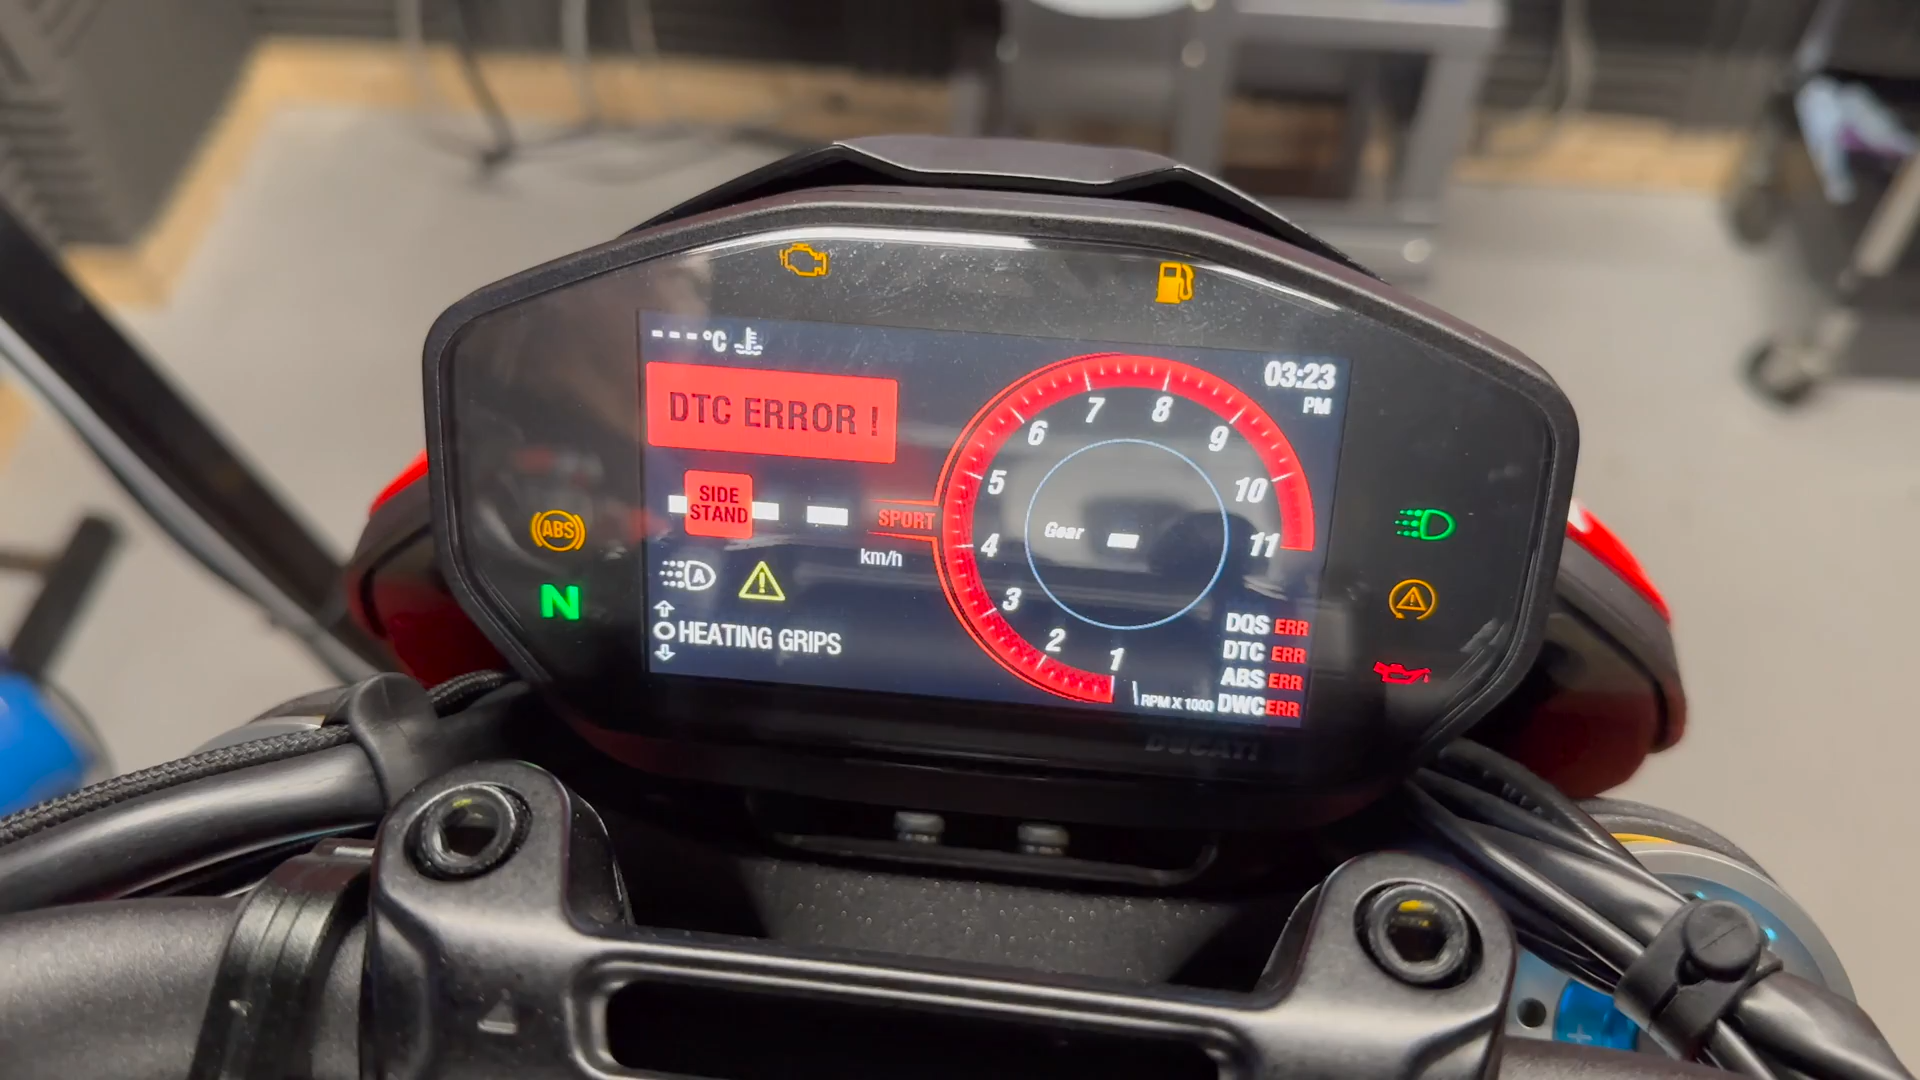 ---°C
03:23
PM
DTC ERROR !
SIDE
STAND
SPORT
km/h
ABS
N
A
HEATING GRIPS
Gear -
1
2
3
4
5
6
7
8
9
10
11
RPM X 1000
DQS ERR
DTC ERR
ABS ERR
DWC ERR
DUCATI